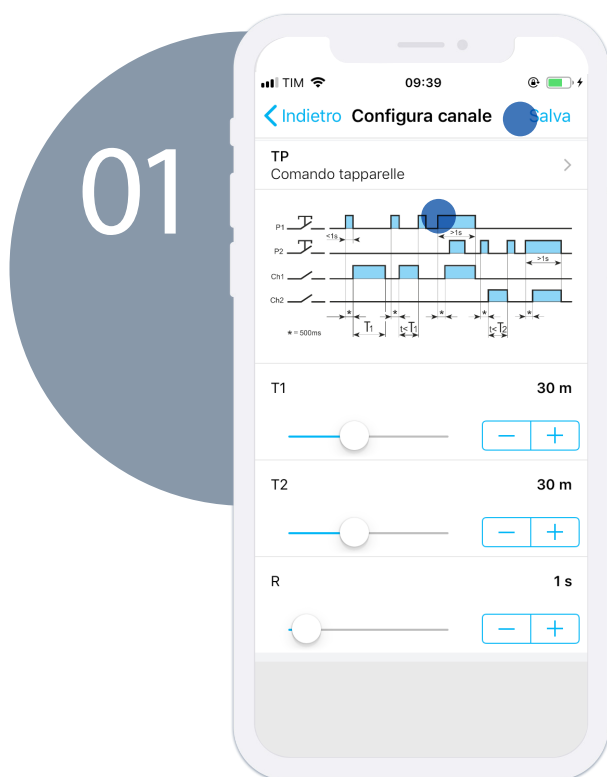 01
TIM
09:39
Indietro
Configura canale
Salva
TP
Comando tapparelle
P1
<1s
>1s
P2
>1s
Ch1
Ch2
* * * * *
* = 500ms
T1
t<T1
t<T2
T1
30 m
T2
30 m
R
1 s